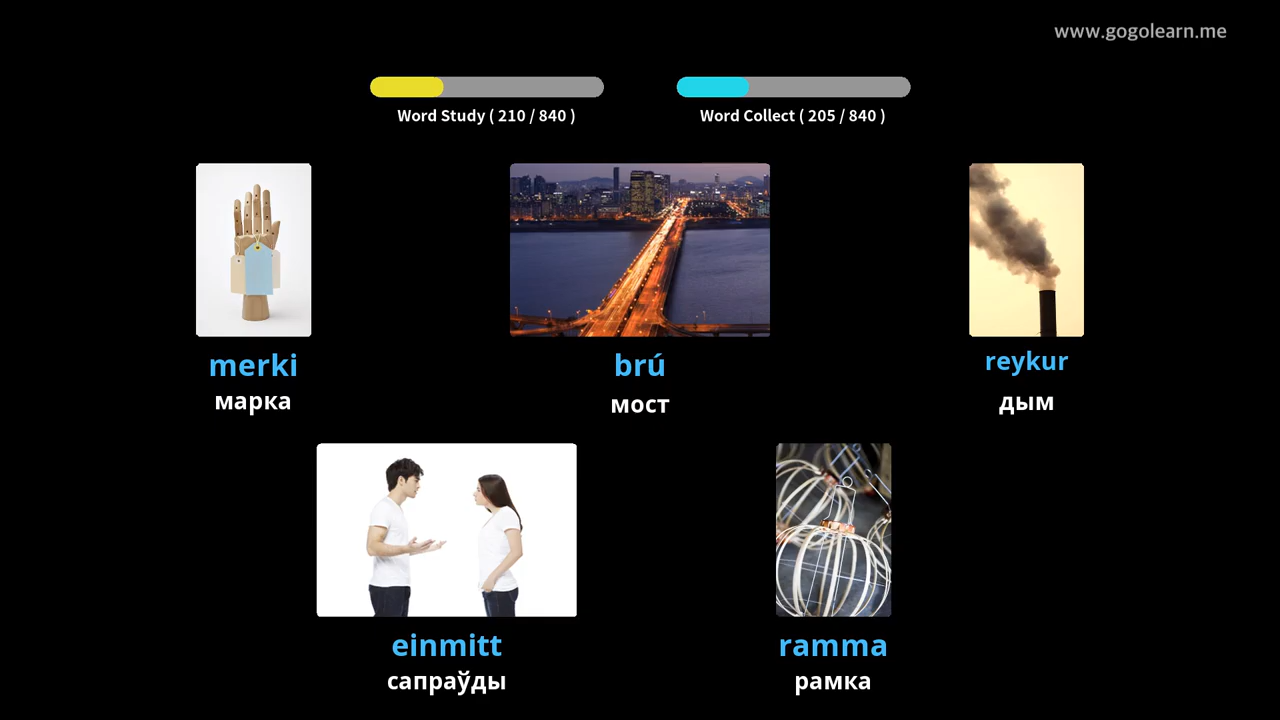 www.gogolearn.me
Word Study ( 210 / 840 )
Word Collect ( 205 / 840 )
merki
марка
brú
мост
reykur
дым
einmitt
сапраўды
ramma
рамка